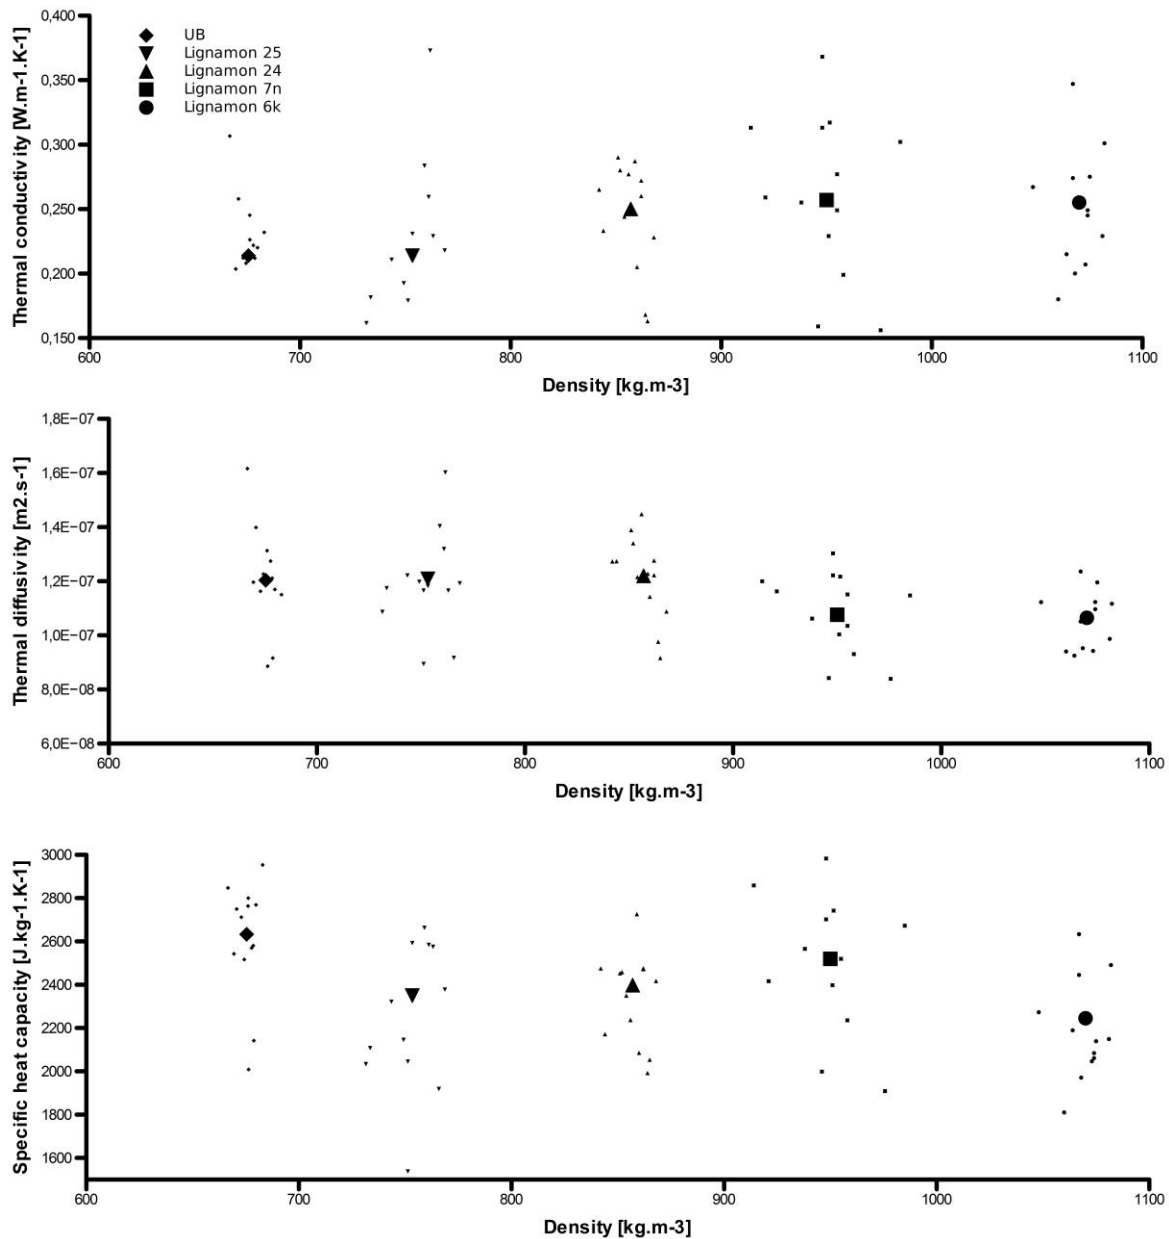 Thermal conductivity [W.m-1.K-1]
0,400
0,350
0,300
0,250
0,200
0,150
UB
Lignamon 25
Lignamon 24
Lignamon 7n
Lignamon 6k
600 700 800 900 1000 1100
Density [kg.m-3]
Thermal diffusivity [m2.s-1]
1,8E−07
1,6E−07
1,4E−07
1,2E−07
1,0E−07
8,0E−08
6,0E−08
600 700 800 900 1000 1100
Density [kg.m-3]
Specific heat capacity [J.kg-1.K-1]
3000
2800
2600
2400
2200
2000
1800
1600
600 700 800 900 1000 1100
Density [kg.m-3]